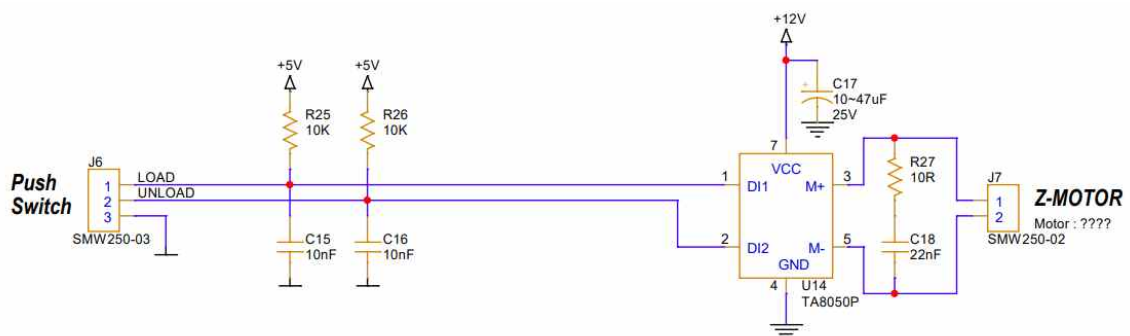 +12V
+5V
+5V
C17
10~47uF
25V
R25
10K
R26
10K
7
VCC
R27
10R
J6
J7
Push
Switch
1
LOAD
1
DI1
M+
3
1
Z-MOTOR
2
UNLOAD
2
Motor : ????
3
SMW250-03
SMW250-02
C15
10nF
C16
10nF
2
DI2
M-
5
C18
22nF
GND
4
U14
TA8050P